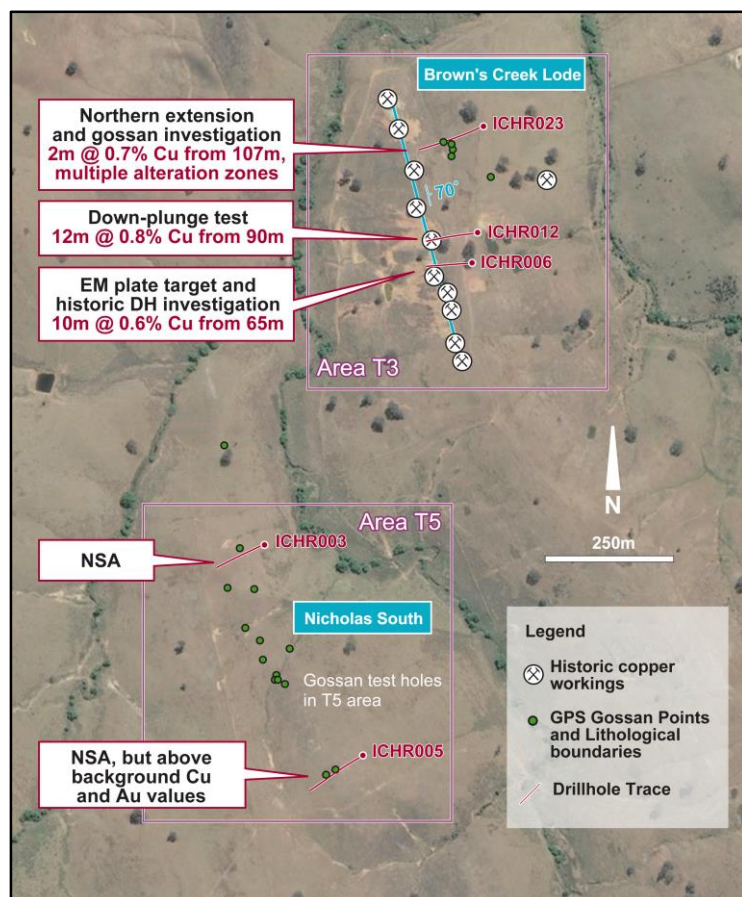 Brown's Creek Lode
Northern extension
and gossan investigation
2m @ 0.7% Cu from 107m,
multiple alteration zones
ICHR023
70°
Down-plunge test
12m @ 0.8% Cu from 90m
ICHR012
ICHR006
EM plate target and
historic DH investigation
10m @ 0.6% Cu from 65m
Area T3
N
250m
Area T5
ICHR003
NSA
Nicholas South
Gossan test holes
in T5 area
ICHR005
NSA, but above
background Cu
and Au values
Legend
Historic copper
workings
GPS Gossan Points
and Lithological
boundaries
Drillhole Trace